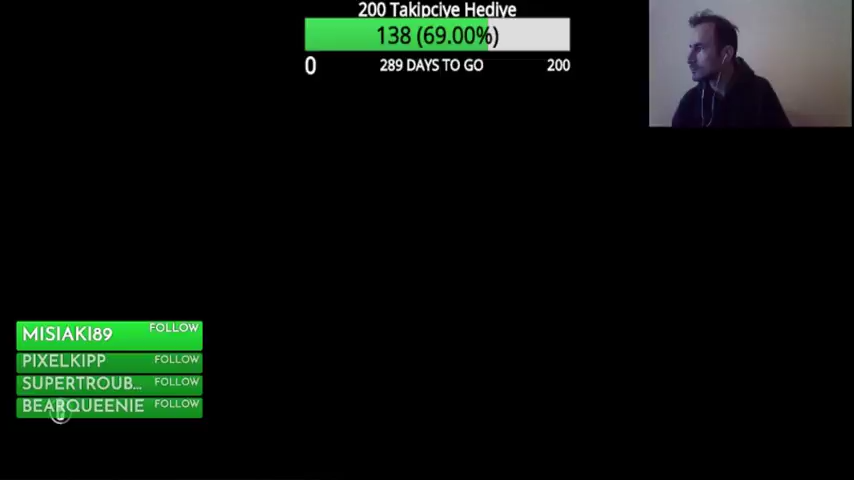 200 Takipciye Hediye
138 (69.00%)
0 289 DAYS TO GO 200
MISIAKI89 FOLLOW
PIXELKIPP FOLLOW
SUPERTROUB... FOLLOW
BEARQUEENIE FOLLOW